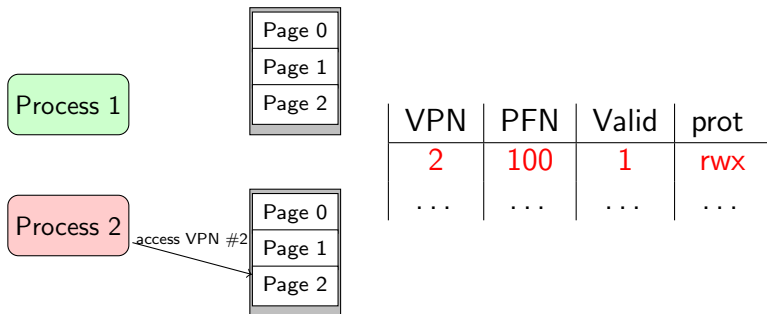 Process 1
Page 0
Page 1
Page 2
Process 2
access VPN #2
Page 0
Page 1
Page 2
VPN PFN Valid prot
2 100 1 rwx
... ... ... ...